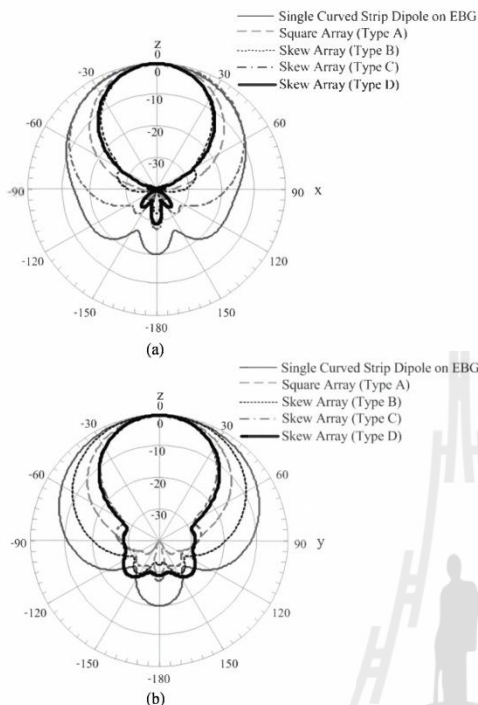 Single Curved Strip Dipole on EBG
Square Array (Type A)
Skew Array (Type B)
Skew Array (Type C)
Skew Array (Type D)
z
0
0
-30
30
-10
-60
60
-20
-30
-90
90
x
-120
120
-150
150
-180
(a)
Single Curved Strip Dipole on EBG
Square Array (Type A)
Skew Array (Type B)
Skew Array (Type C)
Skew Array (Type D)
z
0
0
-30
30
-10
-60
60
-20
-30
-90
90
y
-120
120
-150
150
-180
(b)